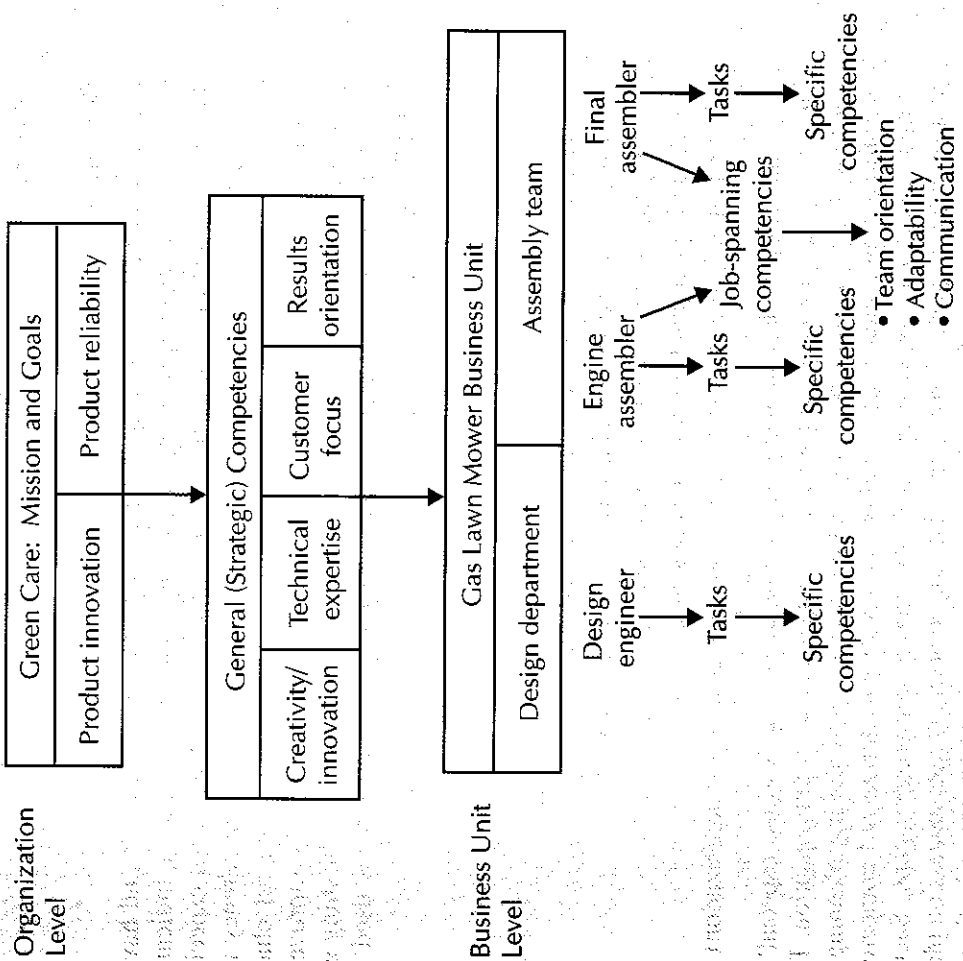 Organization
Level
Green Care: Mission and Goals
Product innovation
Product reliability
General (Strategic) Competencies
Creativity/
innovation
Technical
expertise
Customer
focus
Results
orientation
Business Unit
Level
Gas Lawn Mower Business Unit
Design department
Assembly team
Design
engineer
Tasks
Specific
competencies
Engine
assembler
Tasks
Specific
competencies
Job-spanning
competencies
• Team orientation
• Adaptability
• Communication
Final
assembler
Tasks
Specific
competencies